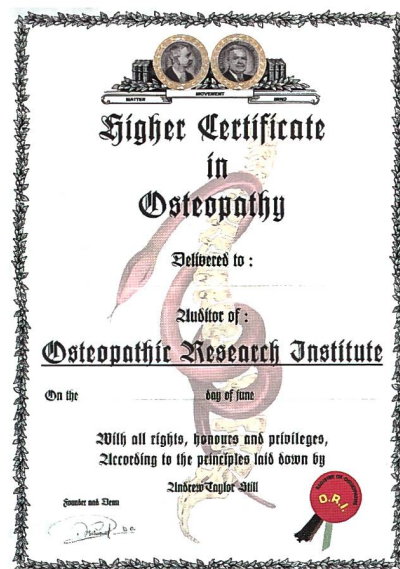 MATTER
MOVEMENT
MIND
Higher Certificate
in
Osteopathy
Delivered to :
Auditor of :
Osteopathic Research Institute
On the day of june
With all rights, honours and privileges,
According to the principles laid down by
Andrew Taylor Still
Founder and Dean
D.O.
O.R.I.